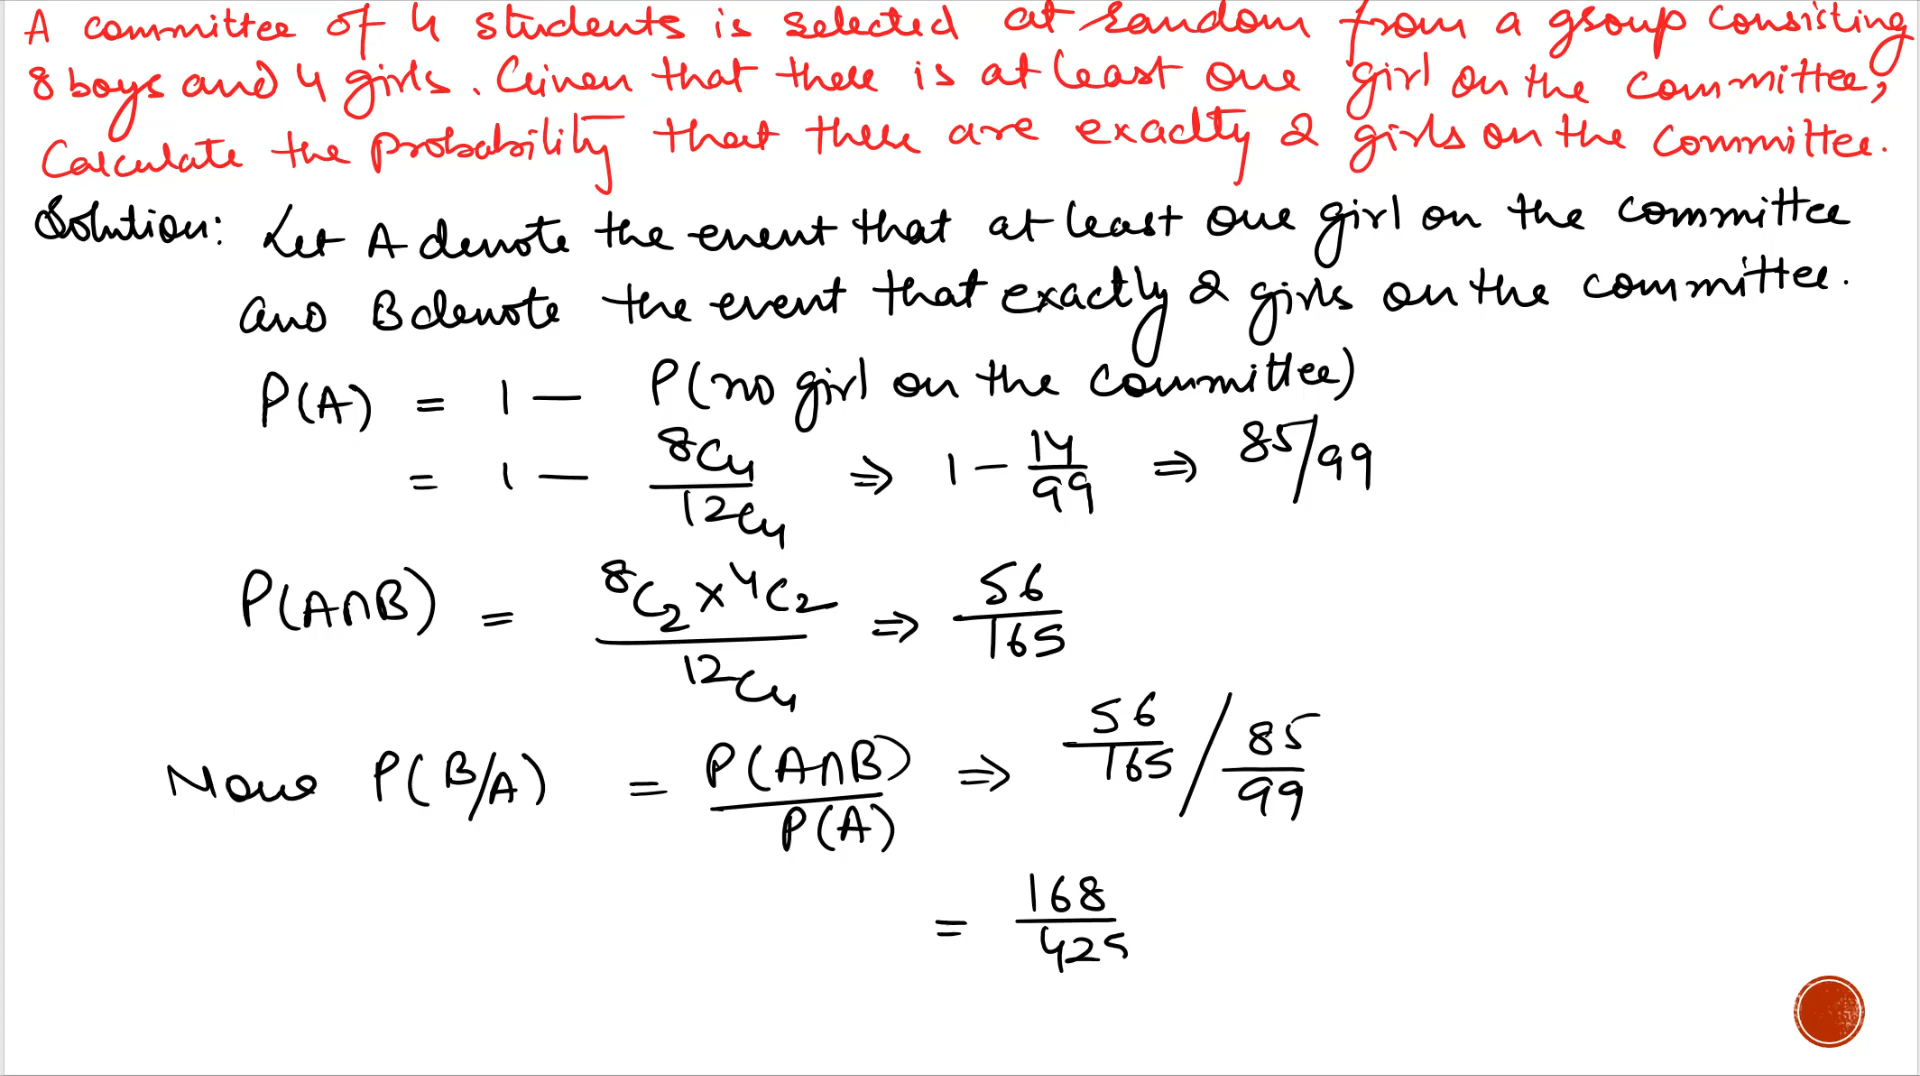 A committee of 4 students is selected at random from a group consisting
8 boys and 4 girls. Given that there is at least one girl on the committee,
Calculate the probability that there are exactly 2 girls on the committee.
Solution: Let A denote the event that at least one girl on the committee
and B denote the event that exactly 2 girls on the committee.
P(A) = 1 - P(no girl on the committee)
= 1 - 8C4/12C4 ⇒ 1 - 14/99 ⇒ 85/99
P(A∩B) = ⁸C₂ × ⁴C₂/¹²C₄ ⇒ 56/165
Now P(B/A) = P(A∩B)/P(A) ⇒ 56/165 / 85/99
= 168/425